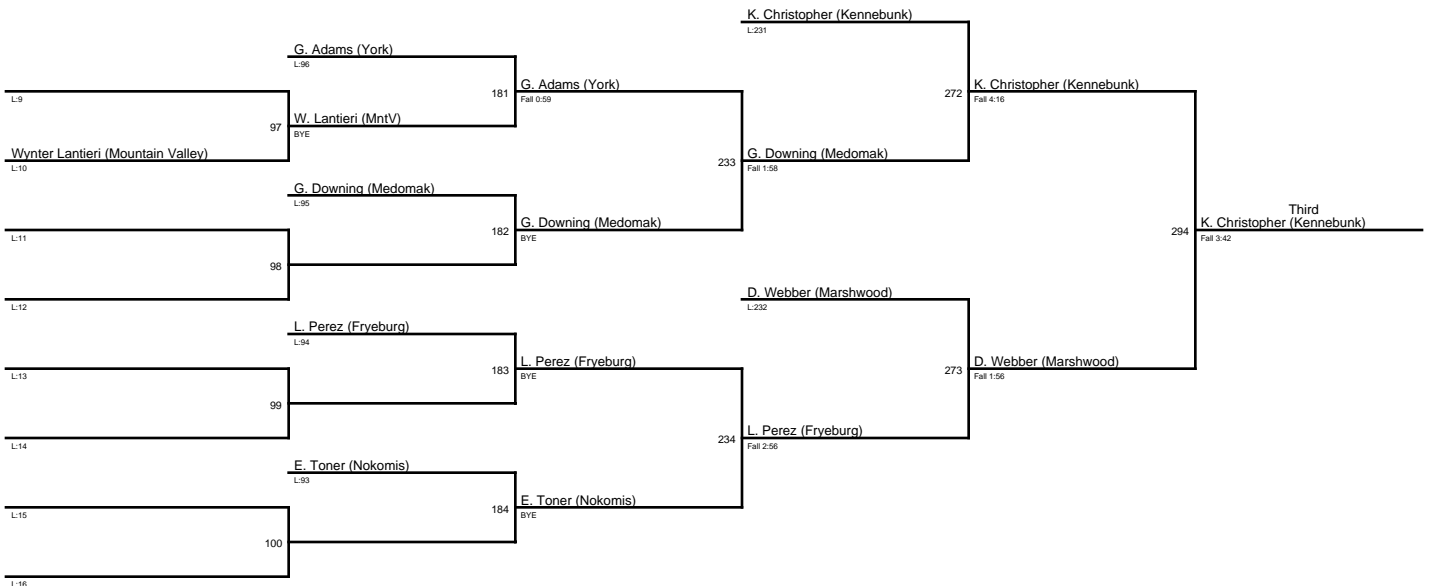 K. Christopher (Kennebunk)
L:231
G. Adams (York)
L:96
L:9
181
G. Adams (York)
Fall 0:59
272
K. Christopher (Kennebunk)
Fall 4:16
97
W. Lantieri (MntV)
BYE
Wynter Lantieri (Mountain Valley)
L:10
233
G. Downing (Medomak)
Fall 1:58
G. Downing (Medomak)
L:95
Third
L:11
182
G. Downing (Medomak)
BYE
294
K. Christopher (Kennebunk)
Fall 3:42
98
L:12
D. Webber (Marshwood)
L:232
L. Perez (Fryeburg)
L:94
L:13
183
L. Perez (Fryeburg)
BYE
273
D. Webber (Marshwood)
Fall 1:56
99
L:14
234
L. Perez (Fryeburg)
Fall 2:56
E. Toner (Nokomis)
L:93
L:15
184
E. Toner (Nokomis)
BYE
100
L:16